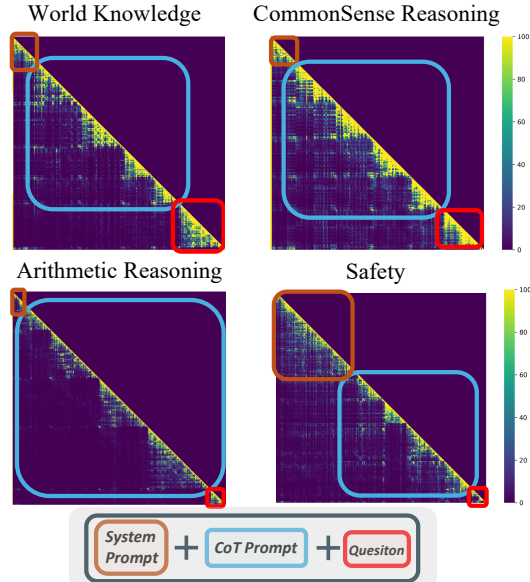 World Knowledge
CommonSense Reasoning
100
80
60
40
20
0
Arithmetic Reasoning
Safety
100
80
60
40
20
0
System
Prompt
+
CoT Prompt
+
Quesiton